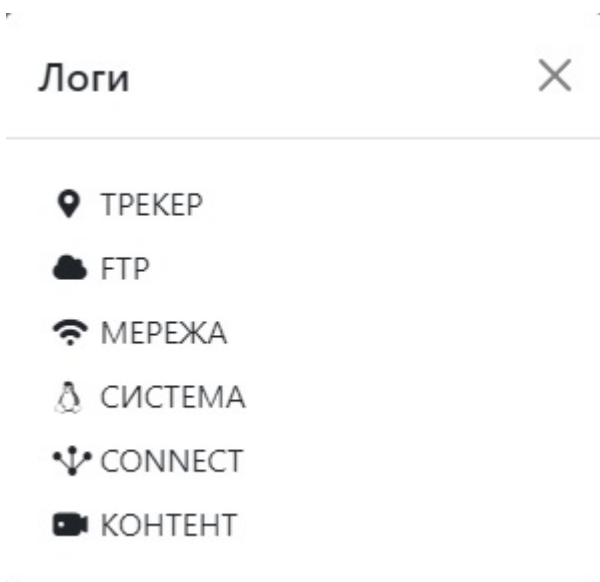 Логи
ТРЕКЕР
FTP
МЕРЕЖА
СИСТЕМА
CONNECT
КОНТЕНТ